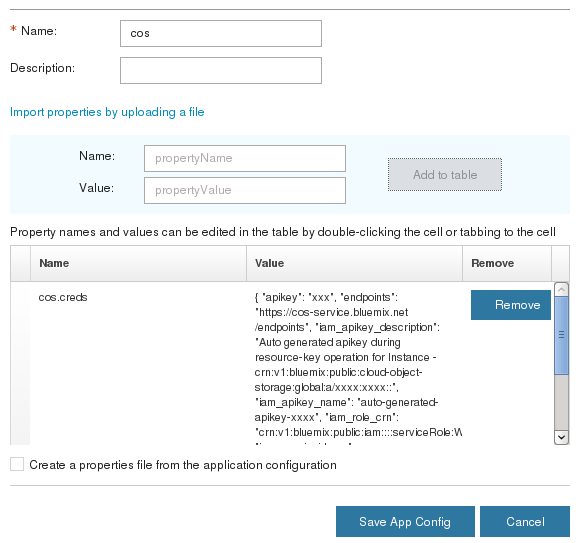 * Name: cos
Description:
Import properties by uploading a file
Name: propertyName
Value: propertyValue
Add to table
Property names and values can be edited in the table by double-clicking the cell or tabbing to the cell
Name Value Remove
cos.creds { "apikey": "xxx", "endpoints": Remove
"https://cos-service.bluemix.net
/endpoints", "iam_apikey_description":
"Auto generated apikey during
resource-key operation for Instance -
crn:v1:bluemix:public:cloud-object-
storage:global:a/xxxx:xxxx::",
"iam_apikey_name": "auto-generated-
apikey-xxxx", "iam_role_crn":
"crn:v1:bluemix:public:iam::::serviceRole:W
Create a properties file from the application configuration
Save App Config Cancel